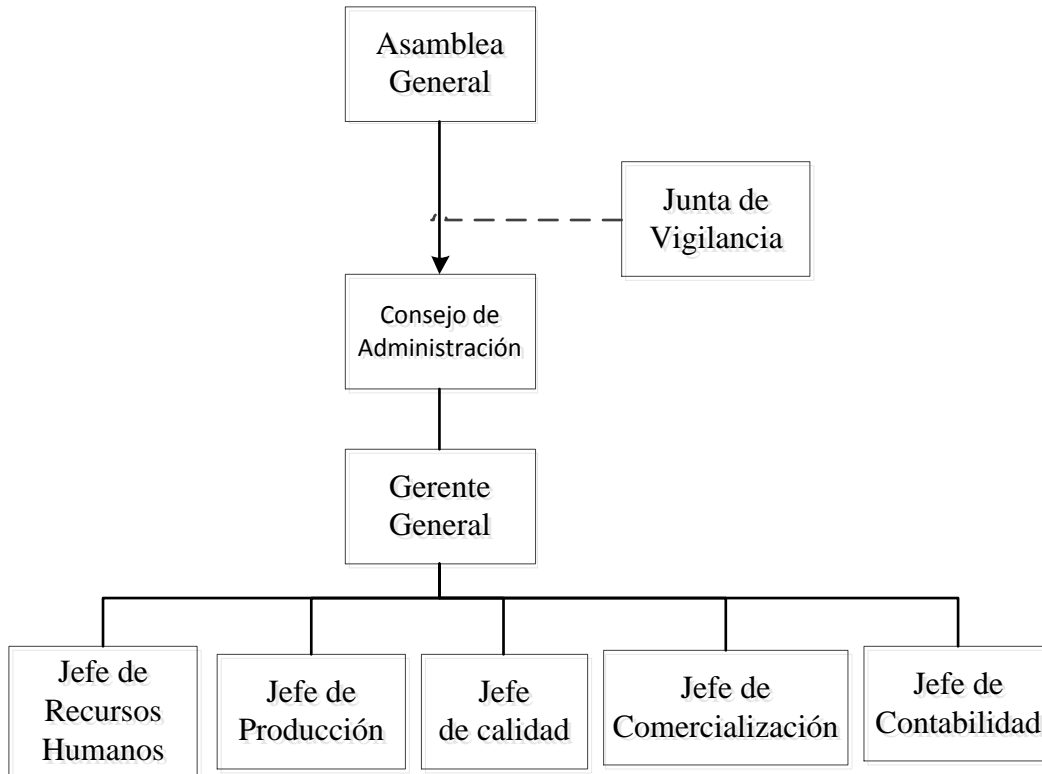 Asamblea
General
Junta de
Vigilancia
Consejo de
Administración
Gerente
General
Jefe de
Recursos
Humanos
Jefe de
Producción
Jefe
de calidad
Jefe de
Comercialización
Jefe de
Contabilidad